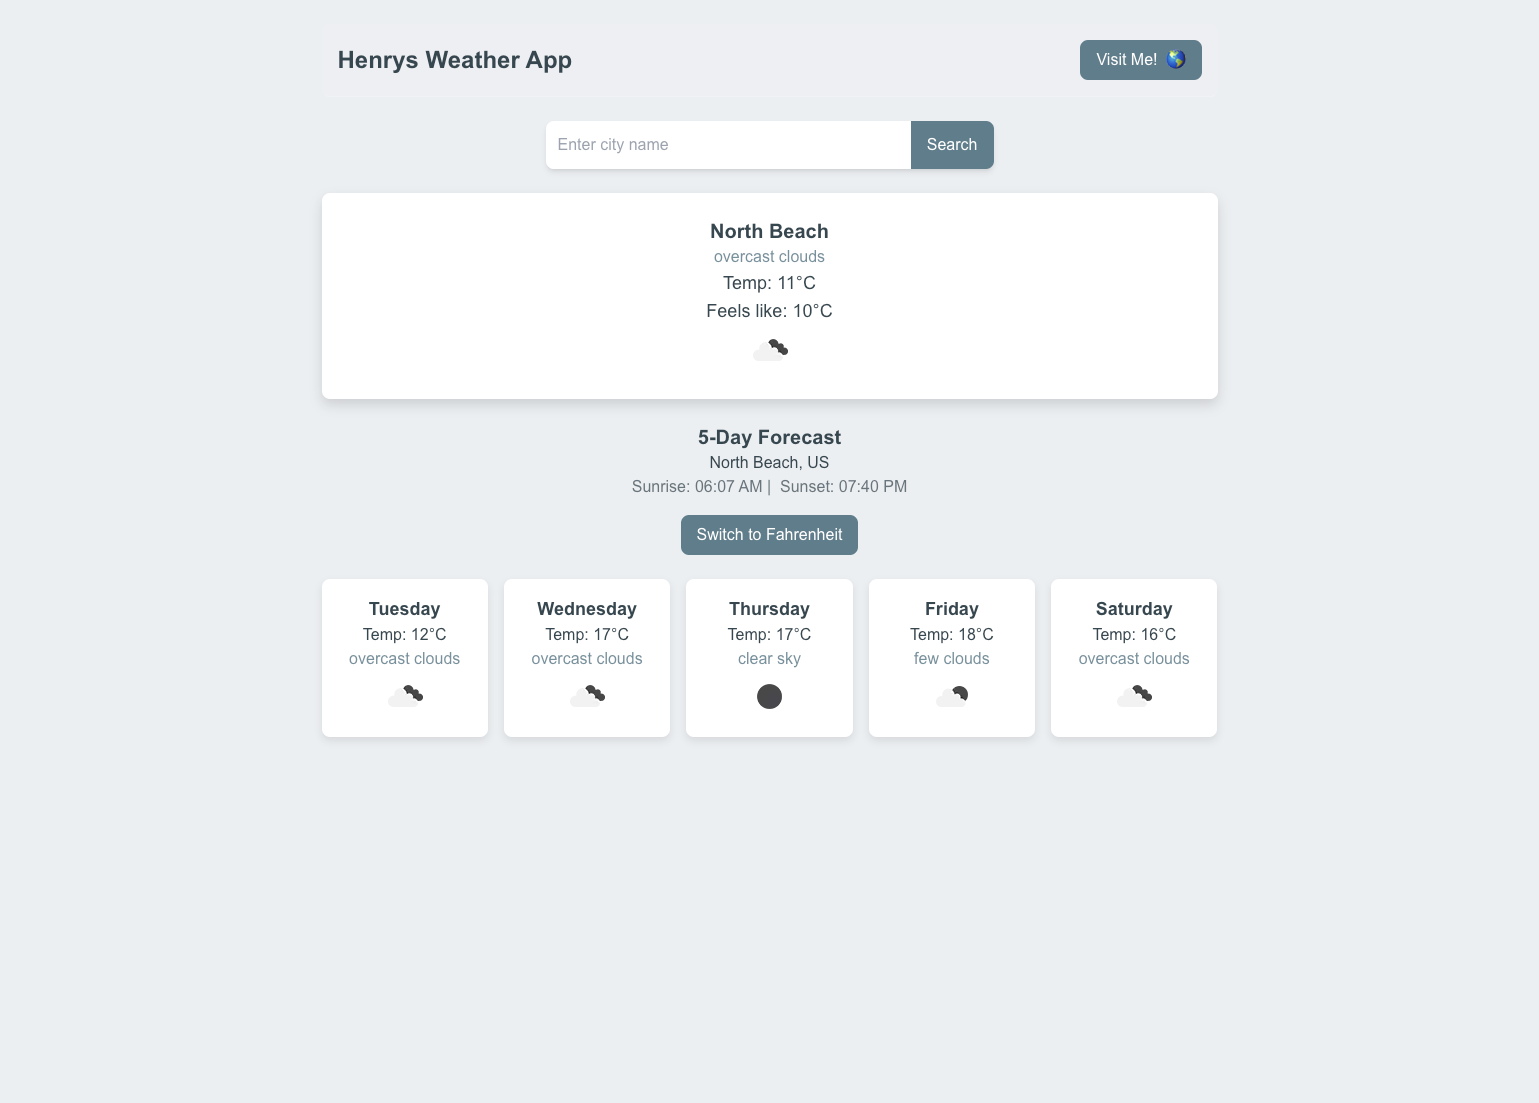 Henrys Weather App
Visit Me! 🌎
Enter city name
Search
North Beach
overcast clouds
Temp: 11°C
Feels like: 10°C
5-Day Forecast
North Beach, US
Sunrise: 06:07 AM | Sunset: 07:40 PM
Switch to Fahrenheit
Tuesday
Temp: 12°C
overcast clouds
Wednesday
Temp: 17°C
overcast clouds
Thursday
Temp: 17°C
clear sky
Friday
Temp: 18°C
few clouds
Saturday
Temp: 16°C
overcast clouds